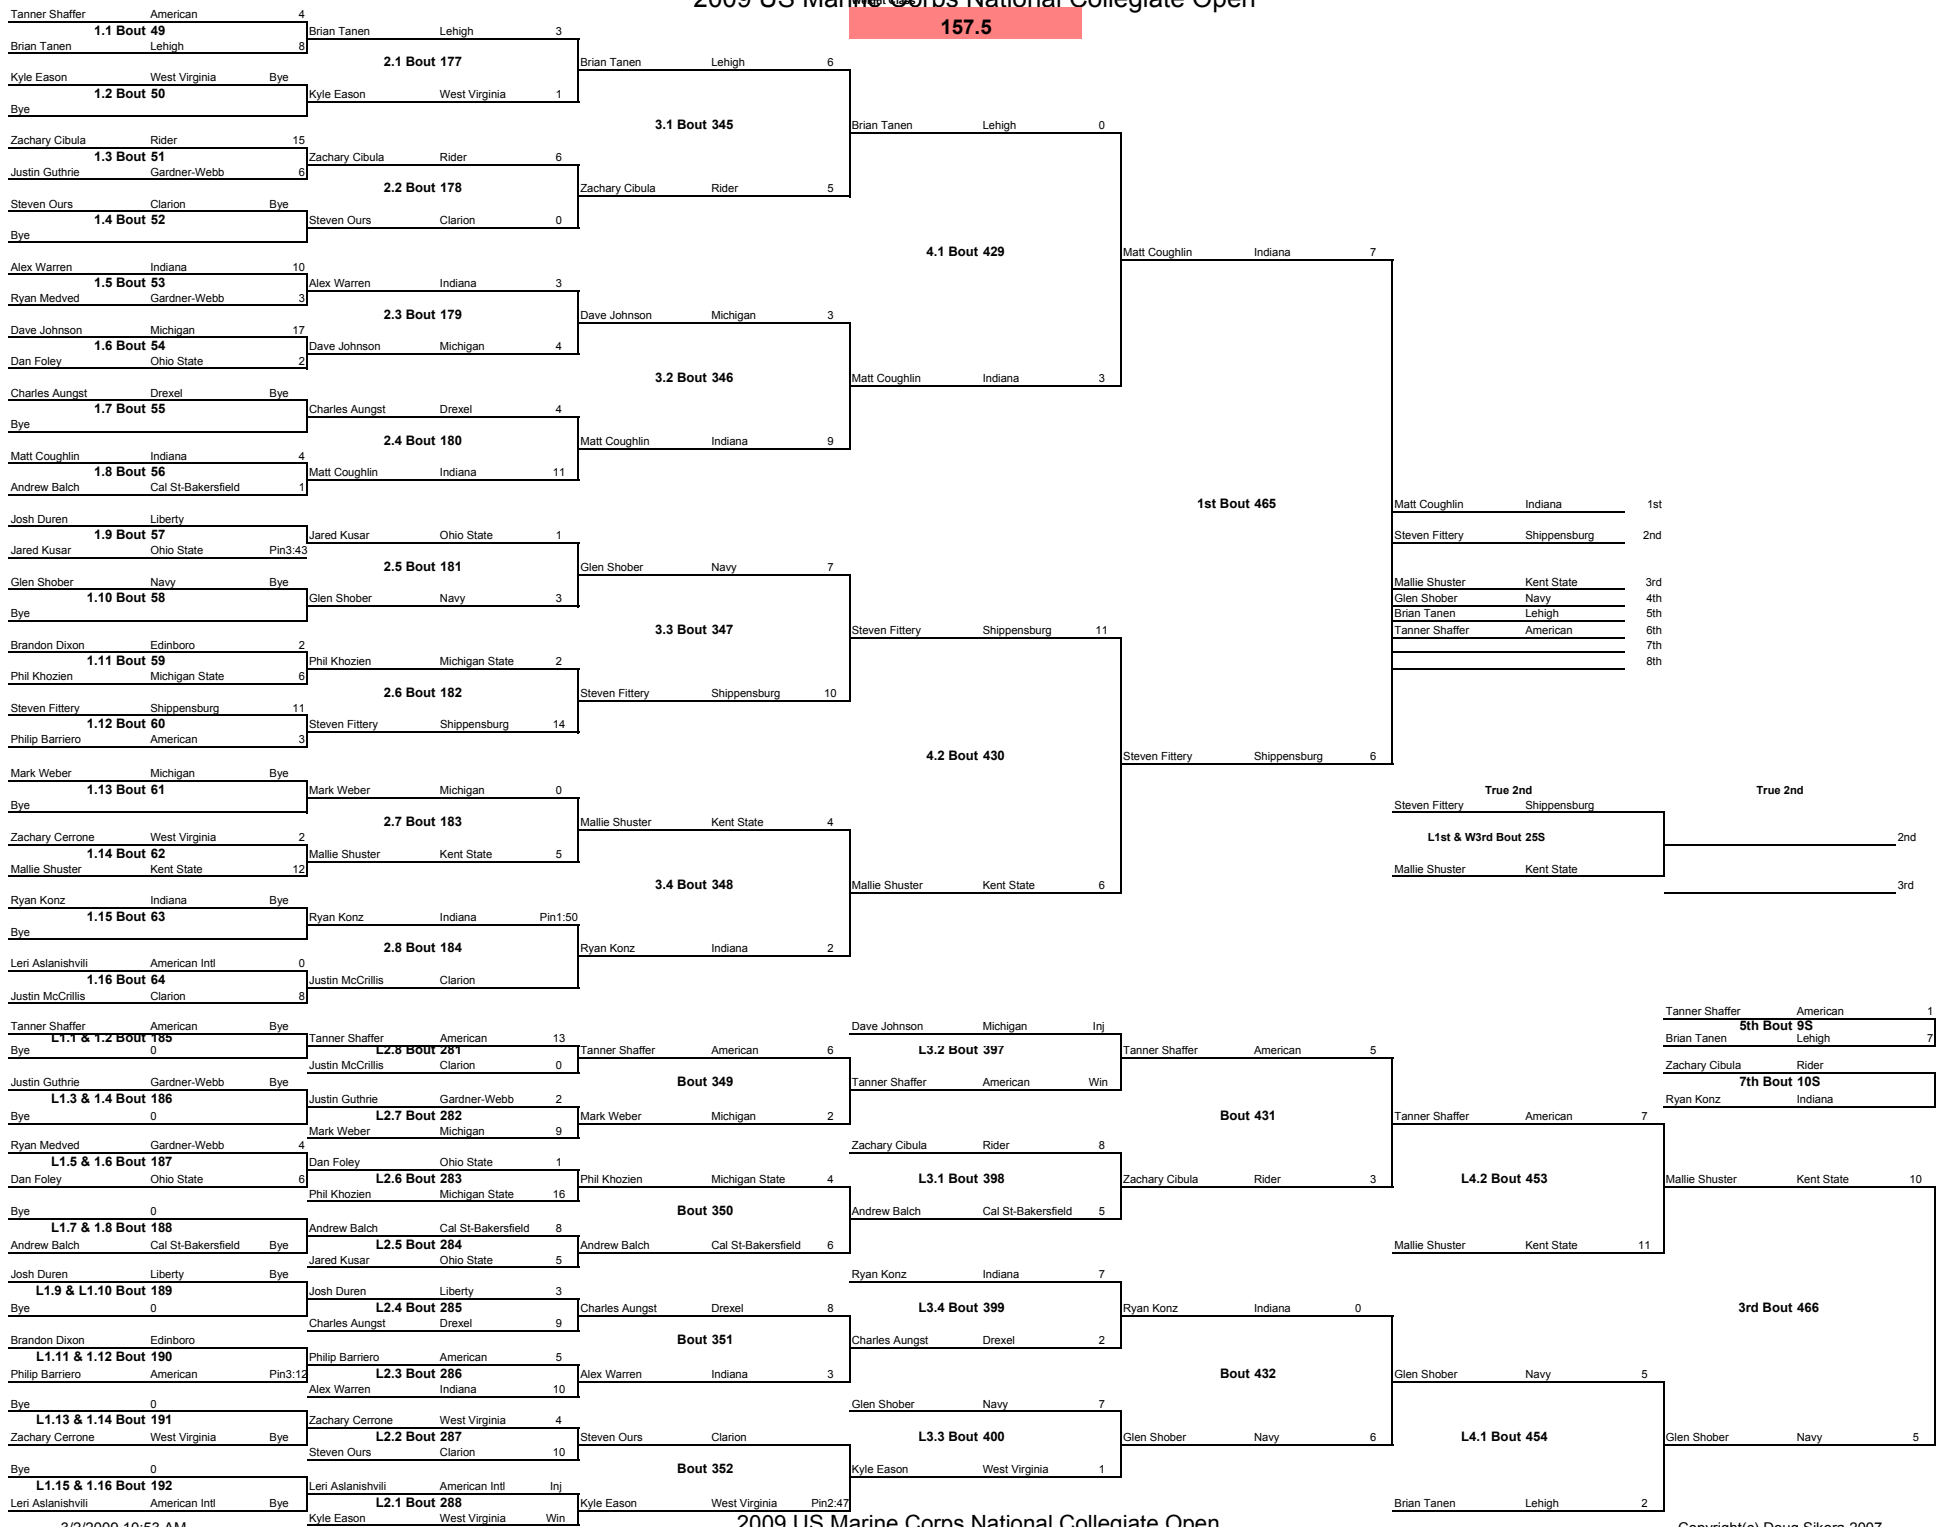 2009 US Marine Corps National Collegiate Open
Weight Class
157.5
Tanner Shaffer American 4
1.1 Bout 49
Brian Tanen Lehigh 8
Kyle Eason West Virginia Bye
1.2 Bout 50
Bye
Zachary Cibula Rider 15
1.3 Bout 51
Justin Guthrie Gardner-Webb 6
Steven Ours Clarion Bye
1.4 Bout 52
Bye
Alex Warren Indiana 10
1.5 Bout 53
Ryan Medved Gardner-Webb 3
Dave Johnson Michigan 17
1.6 Bout 54
Dan Foley Ohio State 2
Charles Aungst Drexel Bye
1.7 Bout 55
Bye
Matt Coughlin Indiana 4
1.8 Bout 56
Andrew Balch Cal St-Bakersfield 1
Josh Duren Liberty
1.9 Bout 57
Jared Kusar Ohio State Pin3:43
Glen Shober Navy Bye
1.10 Bout 58
Bye
Brandon Dixon Edinboro 2
1.11 Bout 59
Phil Khozien Michigan State 6
Steven Fittery Shippensburg 11
1.12 Bout 60
Philip Barriero American 3
Mark Weber Michigan Bye
1.13 Bout 61
Bye
Zachary Cerrone West Virginia 2
1.14 Bout 62
Mallie Shuster Kent State 12
Ryan Konz Indiana Bye
1.15 Bout 63
Bye
Leri Aslanishvili American Intl 0
1.16 Bout 64
Justin McCrillis Clarion 8
Brian Tanen Lehigh 3
2.1 Bout 177
Kyle Eason West Virginia 1
Zachary Cibula Rider 6
2.2 Bout 178
Steven Ours Clarion 0
Alex Warren Indiana 3
2.3 Bout 179
Dave Johnson Michigan 4
Charles Aungst Drexel 4
2.4 Bout 180
Matt Coughlin Indiana 11
Jared Kusar Ohio State 1
2.5 Bout 181
Glen Shober Navy 3
Phil Khozien Michigan State 2
2.6 Bout 182
Steven Fittery Shippensburg 14
Mark Weber Michigan 0
2.7 Bout 183
Mallie Shuster Kent State 5
Ryan Konz Indiana Pin1:50
2.8 Bout 184
Justin McCrillis Clarion
Brian Tanen Lehigh 6
3.1 Bout 345
Zachary Cibula Rider 5
Dave Johnson Michigan 3
3.2 Bout 346
Matt Coughlin Indiana 9
Glen Shober Navy 7
3.3 Bout 347
Steven Fittery Shippensburg 10
Mallie Shuster Kent State 4
3.4 Bout 348
Ryan Konz Indiana 2
Brian Tanen Lehigh 0
4.1 Bout 429
Matt Coughlin Indiana 3
Steven Fittery Shippensburg 11
4.2 Bout 430
Mallie Shuster Kent State 6
Matt Coughlin Indiana 7
1st Bout 465
Steven Fittery Shippensburg 6
Matt Coughlin Indiana 1st
Steven Fittery Shippensburg 2nd
Mallie Shuster Kent State 3rd
Glen Shober Navy 4th
Brian Tanen Lehigh 5th
Tanner Shaffer American 6th
7th
8th
True 2nd True 2nd
Steven Fittery Shippensburg
L1st & W3rd Bout 25S
Mallie Shuster Kent State
2nd
3rd
Tanner Shaffer American Bye
L1.1 & 1.2 Bout 185
Bye 0
Justin Guthrie Gardner-Webb Bye
L1.3 & 1.4 Bout 186
Bye 0
Ryan Medved Gardner-Webb 4
L1.5 & 1.6 Bout 187
Dan Foley Ohio State 6
Bye 0
L1.7 & 1.8 Bout 188
Andrew Balch Cal St-Bakersfield Bye
Josh Duren Liberty Bye
L1.9 & L1.10 Bout 189
Bye 0
Brandon Dixon Edinboro
L1.11 & 1.12 Bout 190
Philip Barriero American Pin3:12
Bye 0
L1.13 & 1.14 Bout 191
Zachary Cerrone West Virginia Bye
Bye 0
L1.15 & 1.16 Bout 192
Leri Aslanishvili American Intl Bye
Tanner Shaffer American 13
L2.8 Bout 281
Justin McCrillis Clarion 0
Justin Guthrie Gardner-Webb 2
L2.7 Bout 282
Mark Weber Michigan 9
Dan Foley Ohio State 1
L2.6 Bout 283
Phil Khozien Michigan State 16
Andrew Balch Cal St-Bakersfield 8
L2.5 Bout 284
Jared Kusar Ohio State 5
Josh Duren Liberty 3
L2.4 Bout 285
Charles Aungst Drexel 9
Philip Barriero American 5
L2.3 Bout 286
Alex Warren Indiana 10
Zachary Cerrone West Virginia 4
L2.2 Bout 287
Steven Ours Clarion 10
Leri Aslanishvili American Intl Inj
L2.1 Bout 288
Kyle Eason West Virginia Win
Tanner Shaffer American 6
Bout 349
Mark Weber Michigan 2
Phil Khozien Michigan State 4
Bout 350
Andrew Balch Cal St-Bakersfield 6
Charles Aungst Drexel 8
Bout 351
Alex Warren Indiana 3
Steven Ours Clarion
Bout 352
Kyle Eason West Virginia Pin2:47
Dave Johnson Michigan Inj
L3.2 Bout 397
Tanner Shaffer American Win
Zachary Cibula Rider 8
L3.1 Bout 398
Andrew Balch Cal St-Bakersfield 5
Ryan Konz Indiana 7
L3.4 Bout 399
Charles Aungst Drexel 2
Glen Shober Navy 7
L3.3 Bout 400
Kyle Eason West Virginia 1
Tanner Shaffer American 5
Bout 431
Zachary Cibula Rider 3
Ryan Konz Indiana 0
Bout 432
Glen Shober Navy 6
Tanner Shaffer American 7
L4.2 Bout 453
Mallie Shuster Kent State 11
Glen Shober Navy 5
L4.1 Bout 454
Brian Tanen Lehigh 2
Tanner Shaffer American 1
5th Bout 9S
Brian Tanen Lehigh 7
Zachary Cibula Rider
7th Bout 10S
Ryan Konz Indiana
Mallie Shuster Kent State 10
3rd Bout 466
Glen Shober Navy 5
3/2/2009 10:53 AM
2009 US Marine Corps National Collegiate Open
Copyright(c) Doug Sikora 2007